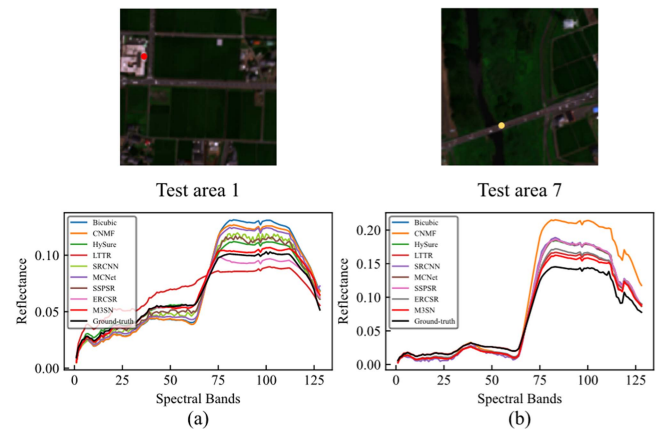 Test area 1
Test area 7
Reflectance
0.10
0.05
0.00
Bicubic
CNMF
HySure
LTTR
SRCNN
MCNet
SSPSR
ERCSR
M3SN
Ground-truth
0 25 50 75 100 125
Spectral Bands
(a)
Reflectance
0.20
0.15
0.10
0.05
0.00
Bicubic
CNMF
HySure
LTTR
SRCNN
MCNet
SSPSR
ERCSR
M3SN
Ground-truth
0 25 50 75 100 125
Spectral Bands
(b)